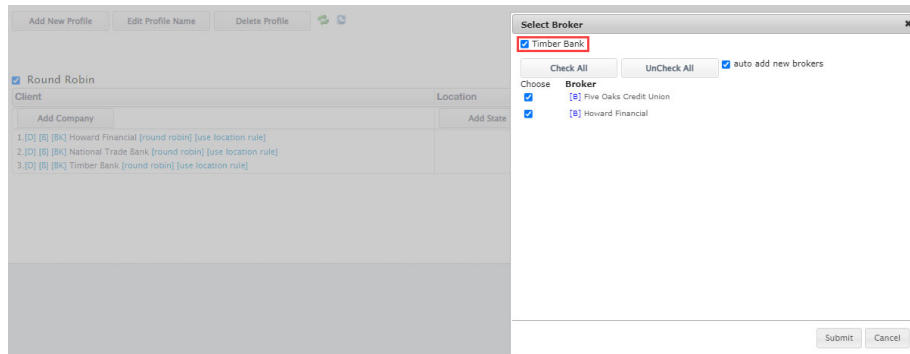 Add New Profile Edit Profile Name Delete Profile
Round Robin
Client Location
Add Company Add State
1.[D] [B] [BK] Howard Financial [round robin] [use location rule]
2.[D] [B] [BK] National Trade Bank [round robin] [use location rule]
3.[D] [B] [BK] Timber Bank [round robin] [use location rule]
Select Broker x
Timber Bank
Check All UnCheck All auto add new brokers
Choose Broker
[B] Five Oaks Credit Union
[B] Howard Financial
Submit Cancel